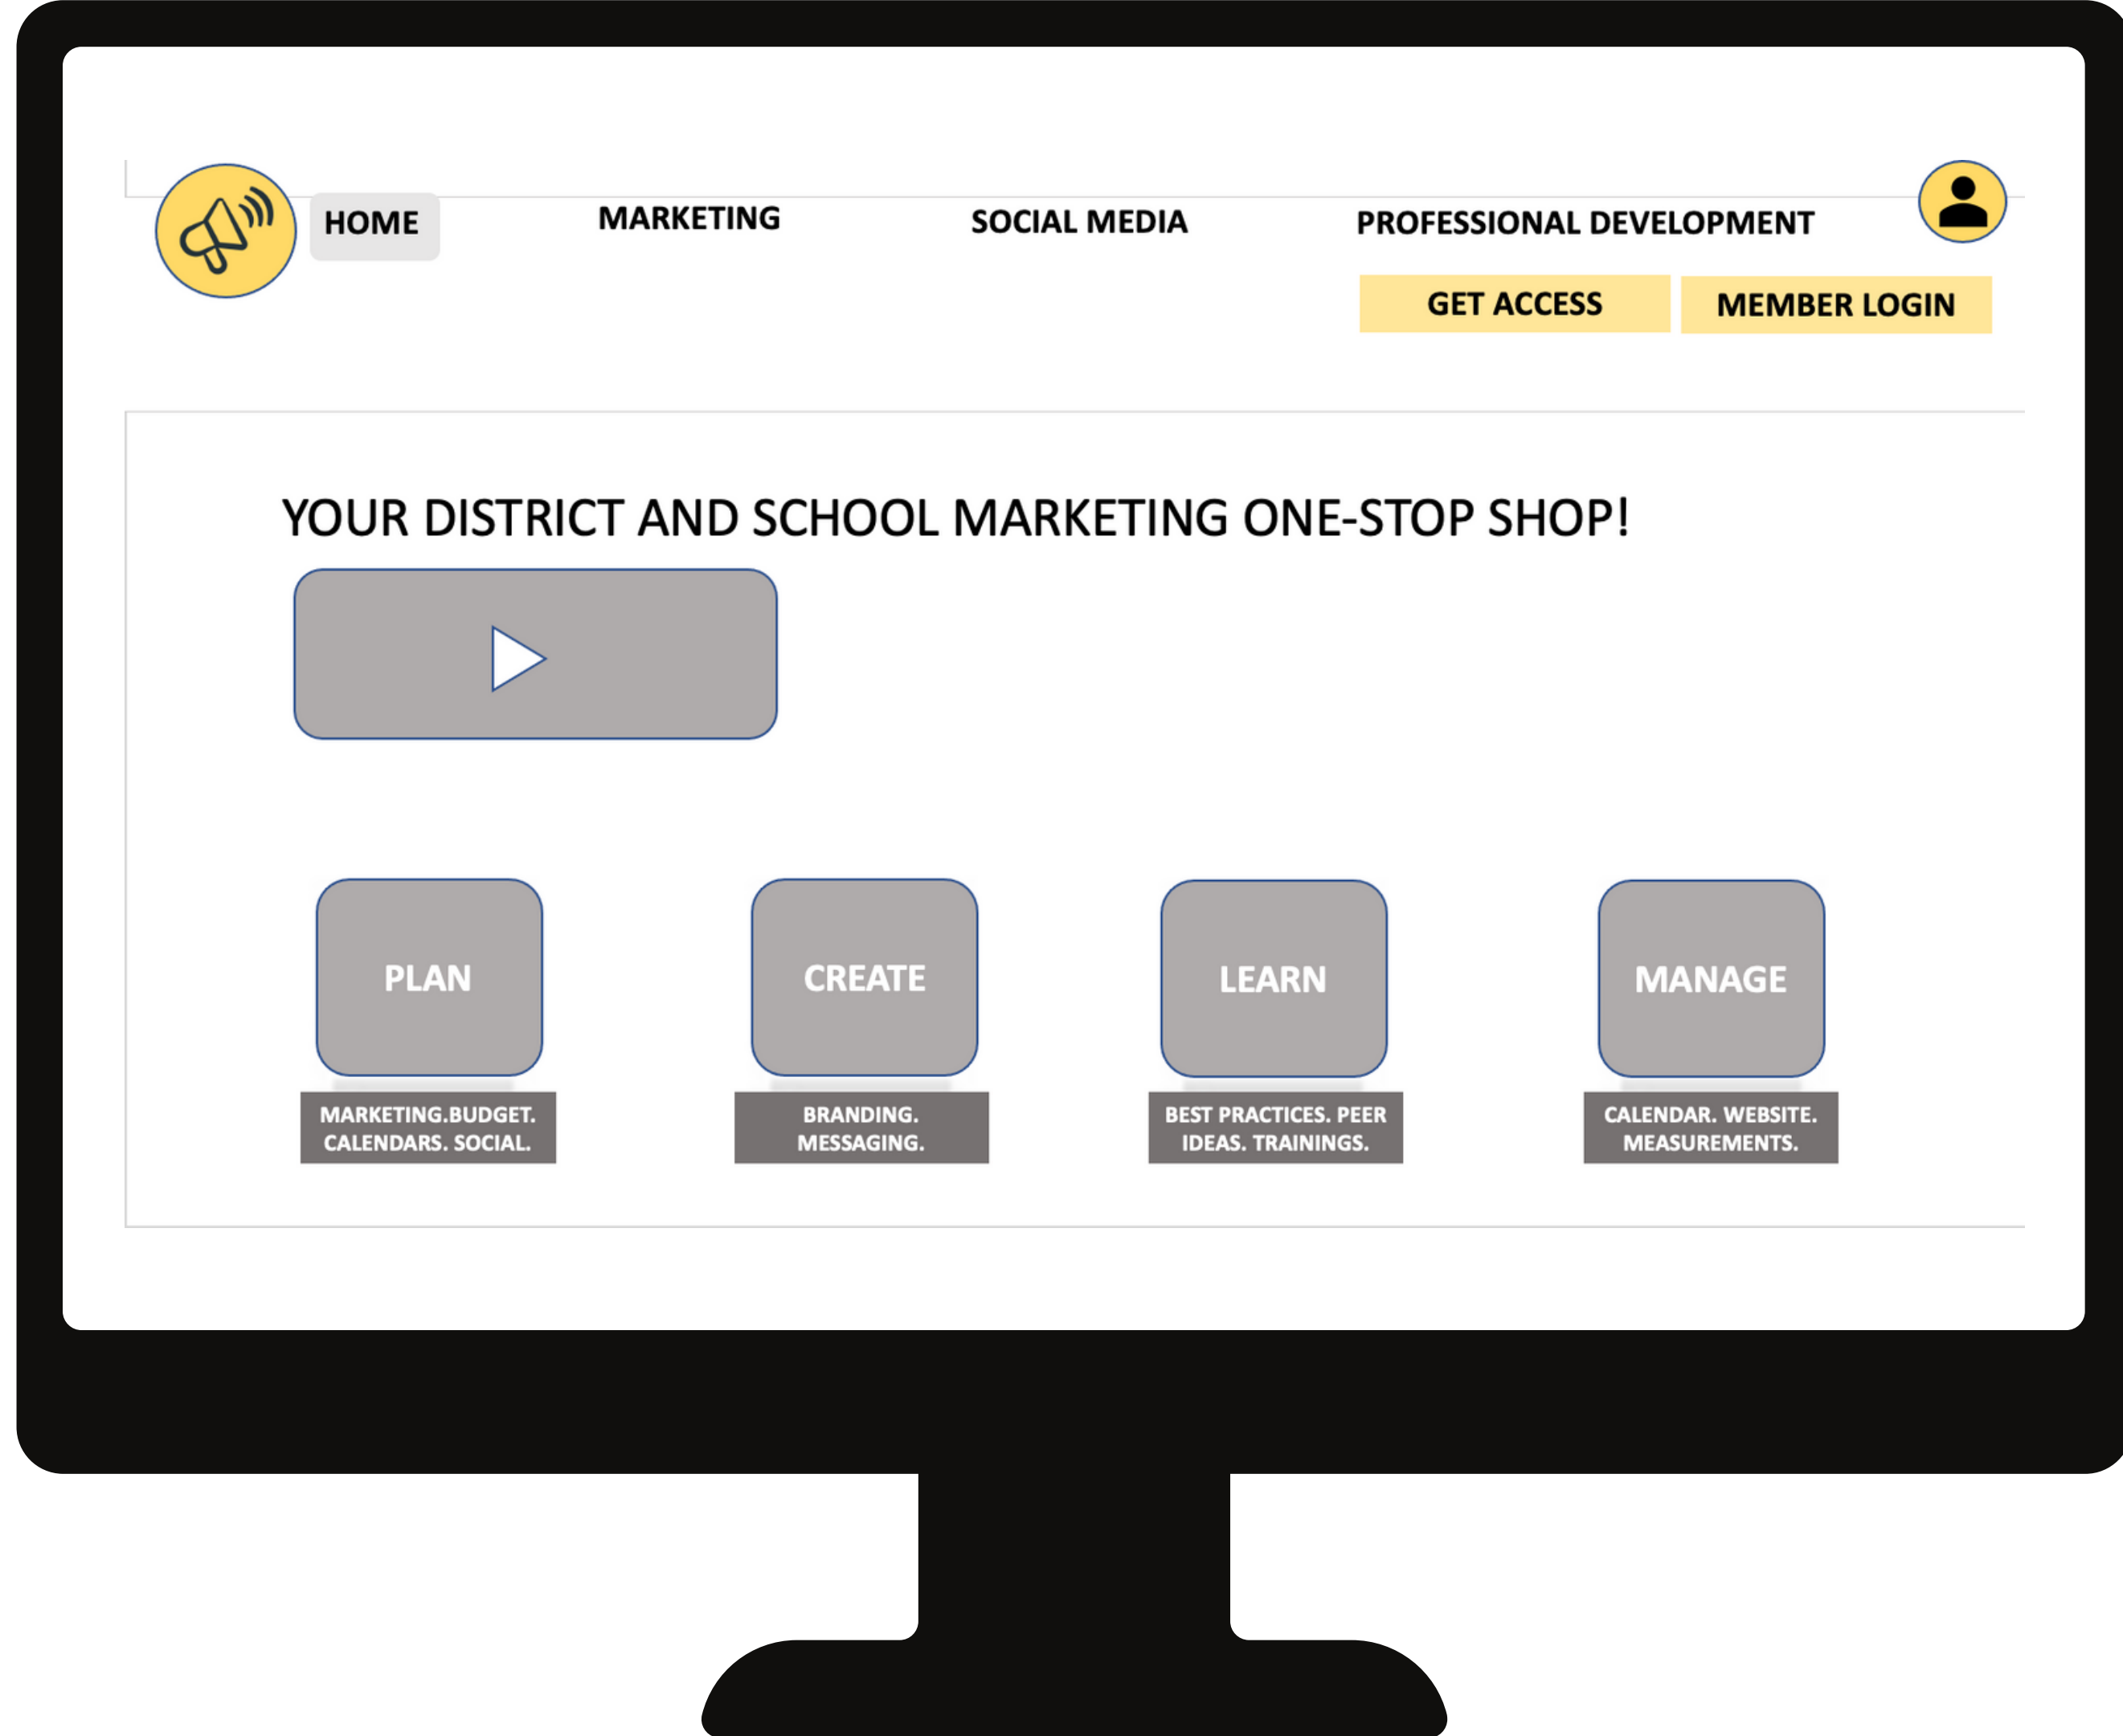 HOME
MARKETING
SOCIAL MEDIA
PROFESSIONAL DEVELOPMENT
GET ACCESS
MEMBER LOGIN
YOUR DISTRICT AND SCHOOL MARKETING ONE-STOP SHOP!
PLAN
MARKETING.BUDGET.
CALENDARS. SOCIAL.
CREATE
BRANDING.
MESSAGING.
LEARN
BEST PRACTICES. PEER
IDEAS. TRAININGS.
MANAGE
CALENDAR. WEBSITE.
MEASUREMENTS.